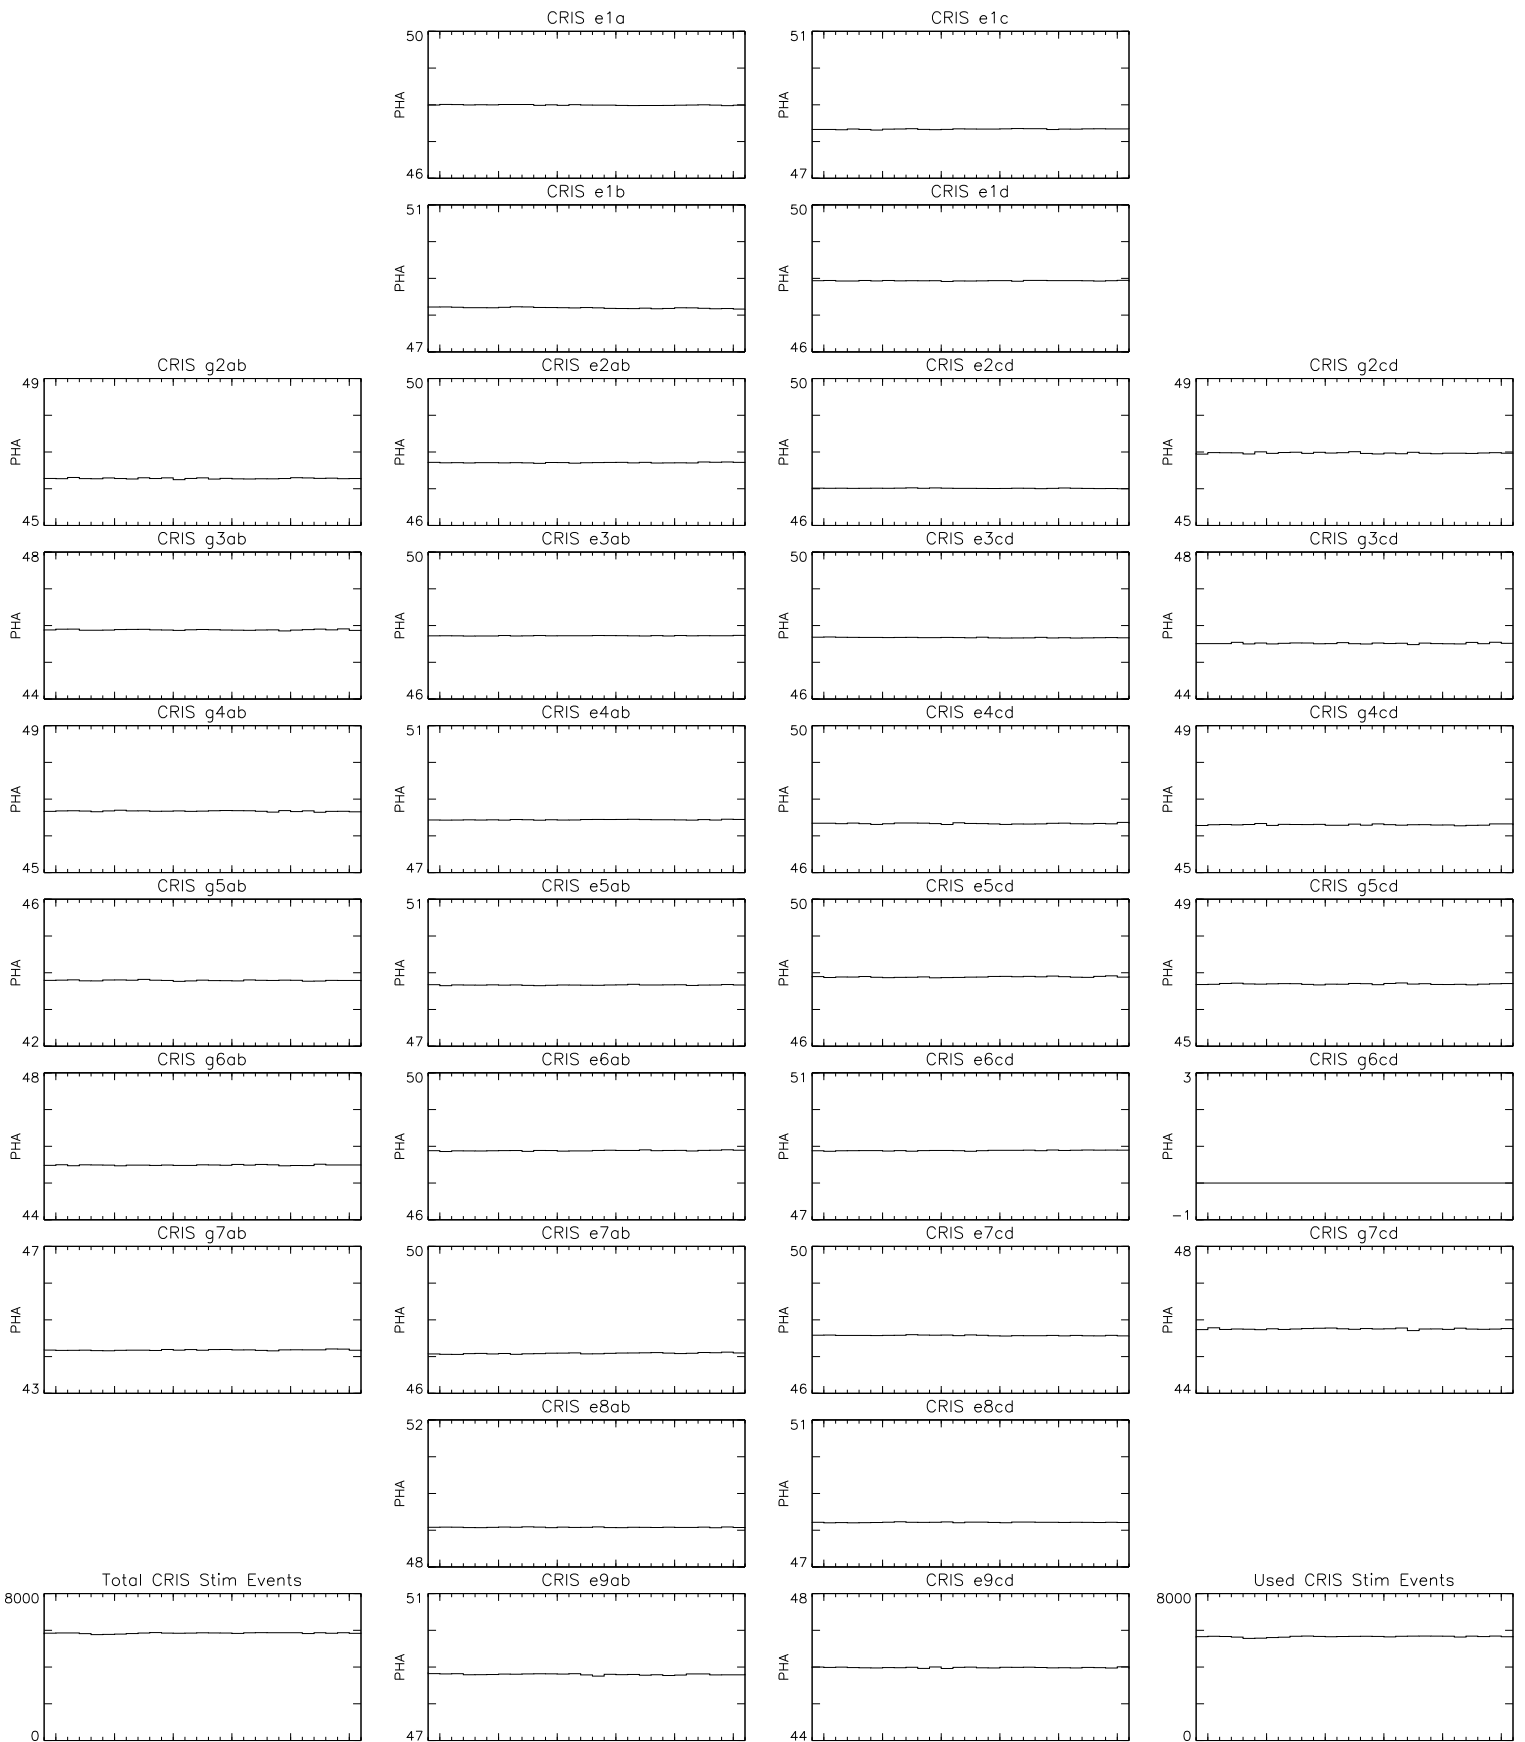 CRIS e1a
50
PHA
46
CRIS e1c
51
PHA
47
CRIS e1b
51
PHA
47
CRIS e1d
50
PHA
46
CRIS g2ab
49
PHA
45
CRIS e2ab
50
PHA
46
CRIS e2cd
50
PHA
46
CRIS g2cd
49
PHA
45
CRIS g3ab
48
PHA
44
CRIS e3ab
50
PHA
46
CRIS e3cd
50
PHA
46
CRIS g3cd
48
PHA
44
CRIS g4ab
49
PHA
45
CRIS e4ab
51
PHA
47
CRIS e4cd
50
PHA
46
CRIS g4cd
49
PHA
45
CRIS g5ab
46
PHA
42
CRIS e5ab
51
PHA
47
CRIS e5cd
50
PHA
46
CRIS g5cd
49
PHA
45
CRIS g6ab
48
PHA
44
CRIS e6ab
50
PHA
46
CRIS e6cd
51
PHA
47
CRIS g6cd
3
PHA
-1
CRIS g7ab
47
PHA
43
CRIS e7ab
50
PHA
46
CRIS e7cd
50
PHA
46
CRIS g7cd
48
PHA
44
CRIS e8ab
52
PHA
48
CRIS e8cd
51
PHA
47
Total CRIS Stim Events
8000
0
CRIS e9ab
51
PHA
47
CRIS e9cd
48
PHA
44
Used CRIS Stim Events
8000
0